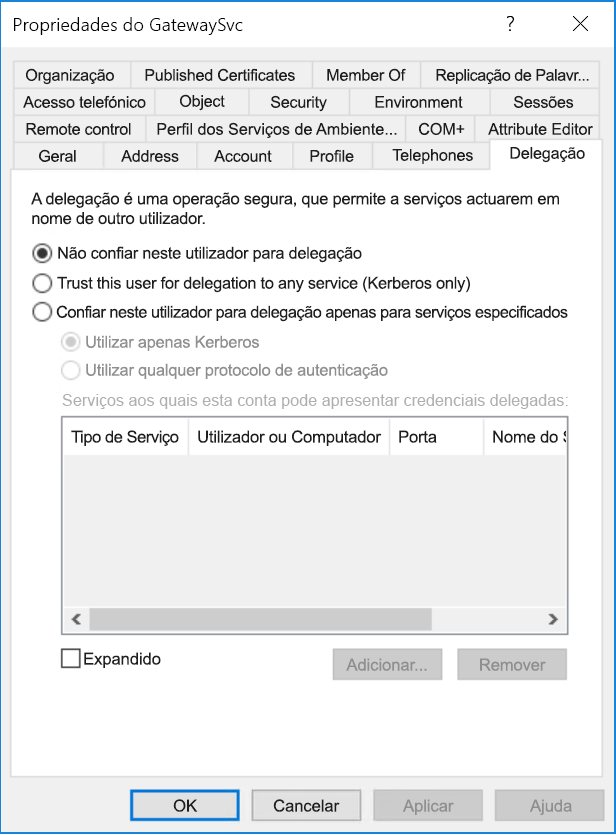 Propriedades do GatewaySvc
?
Organização Published Certificates Member Of Replicação de Palavr...
Acesso telefónico Object Security Environment Sessões
Remote control Perfil dos Serviços de Ambiente... COM+ Attribute Editor
Geral Address Account Profile Telephones Delegação
A delegação é uma operação segura, que permite a serviços actuarem em
nome de outro utilizador.
Não confiar neste utilizador para delegação
Trust this user for delegation to any service (Kerberos only)
Confiar neste utilizador para delegação apenas para serviços especificados
Utilizar apenas Kerberos
Utilizar qualquer protocolo de autenticação
Serviços aos quais esta conta pode apresentar credenciais delegadas:
Tipo de Serviço Utilizador ou Computador Porta Nome do
Expandido Adicionar... Remover
OK Cancelar Aplicar Ajuda